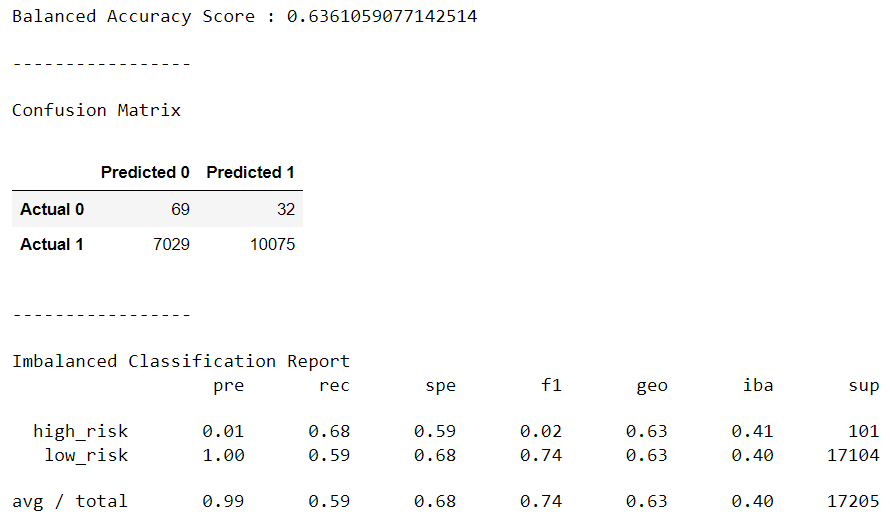 Balanced Accuracy Score : 0.6361059077142514
-----------------
Confusion Matrix
Predicted 0 Predicted 1
Actual 0 69 32
Actual 1 7029 10075
-----------------
Imbalanced Classification Report
pre rec spe f1 geo iba sup
high_risk 0.01 0.68 0.59 0.02 0.63 0.41 101
low_risk 1.00 0.59 0.68 0.74 0.63 0.40 17104
avg / total 0.99 0.59 0.68 0.74 0.63 0.40 17205